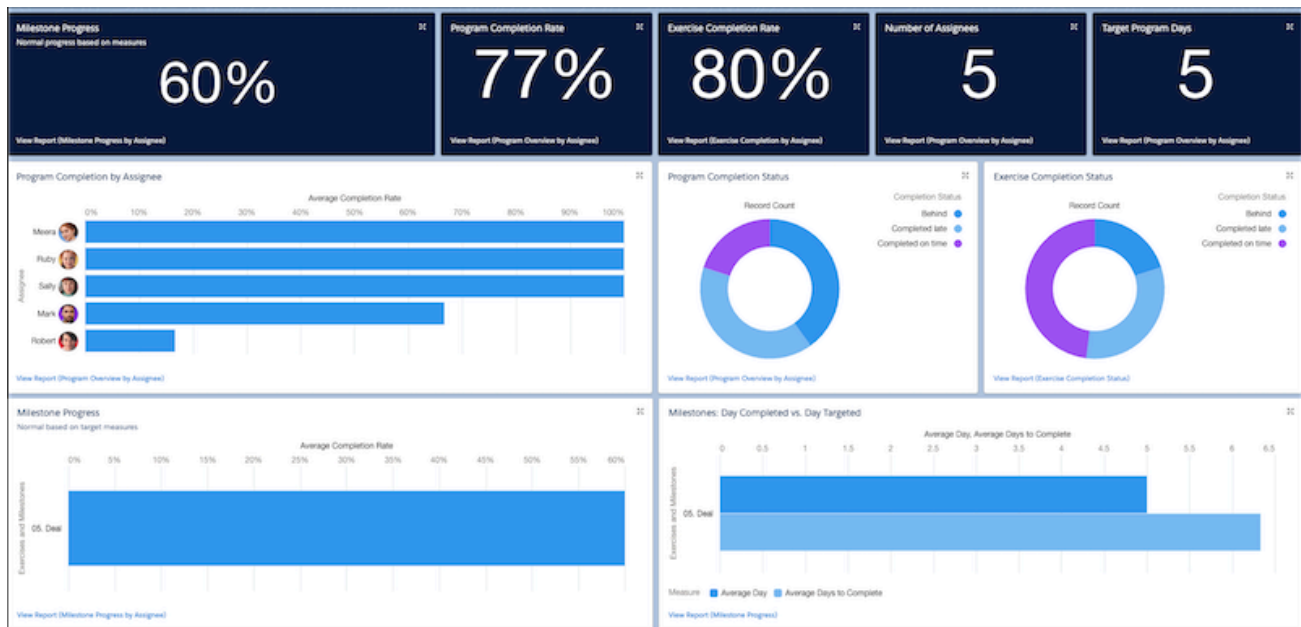 Milestone Progress
Normal progress based on measures
60%
View Report (Milestone Progress by Assignee)
Program Completion Rate
77%
View Report (Program Overview by Assignee)
Exercise Completion Rate
80%
View Report (Exercise Completion by Assignee)
Number of Assignees
5
View Report (Program Overview by Assignee)
Target Program Days
5
View Report (Program Overview by Assignee)
Program Completion by Assignee
Average Completion Rate
0% 10% 20% 30% 40% 50% 60% 70% 80% 90% 100%
Assignee
Meera
Ruby
Sally
Mark
Robert
View Report (Program Overview by Assignee)
Program Completion Status
Record Count
Completion Status
Behind
Completed late
Completed on time
View Report (Program Overview by Assignee)
Exercise Completion Status
Record Count
Completion Status
Behind
Completed late
Completed on time
View Report (Exercise Completion Status)
Milestone Progress
Normal based on target measures
Average Completion Rate
0% 5% 10% 15% 20% 25% 30% 35% 40% 45% 50% 55% 60%
Exercises and Milestones
05. Deal
View Report (Milestone Progress by Assignee)
Milestones: Day Completed vs. Day Targeted
Average Day, Average Days to Complete
0 0.5 1 1.5 2 2.5 3 3.5 4 4.5 5 5.5 6 6.5
Exercises and Milestones
05. Deal
Measure Average Day Average Days to Complete
View Report (Milestone Progress)